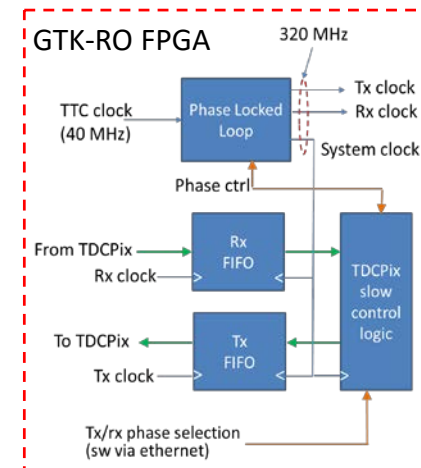 GTK-RO FPGA
320 MHz
Tx clock
Rx clock
TTC clock
(40 MHz)
Phase Locked
Loop
System clock
Phase ctrl
From TDCPix
Rx
FIFO
Rx clock
TDCPix
slow
control
logic
To TDCPix
Tx
FIFO
Tx clock
Tx/rx phase selection
(sw via ethernet)